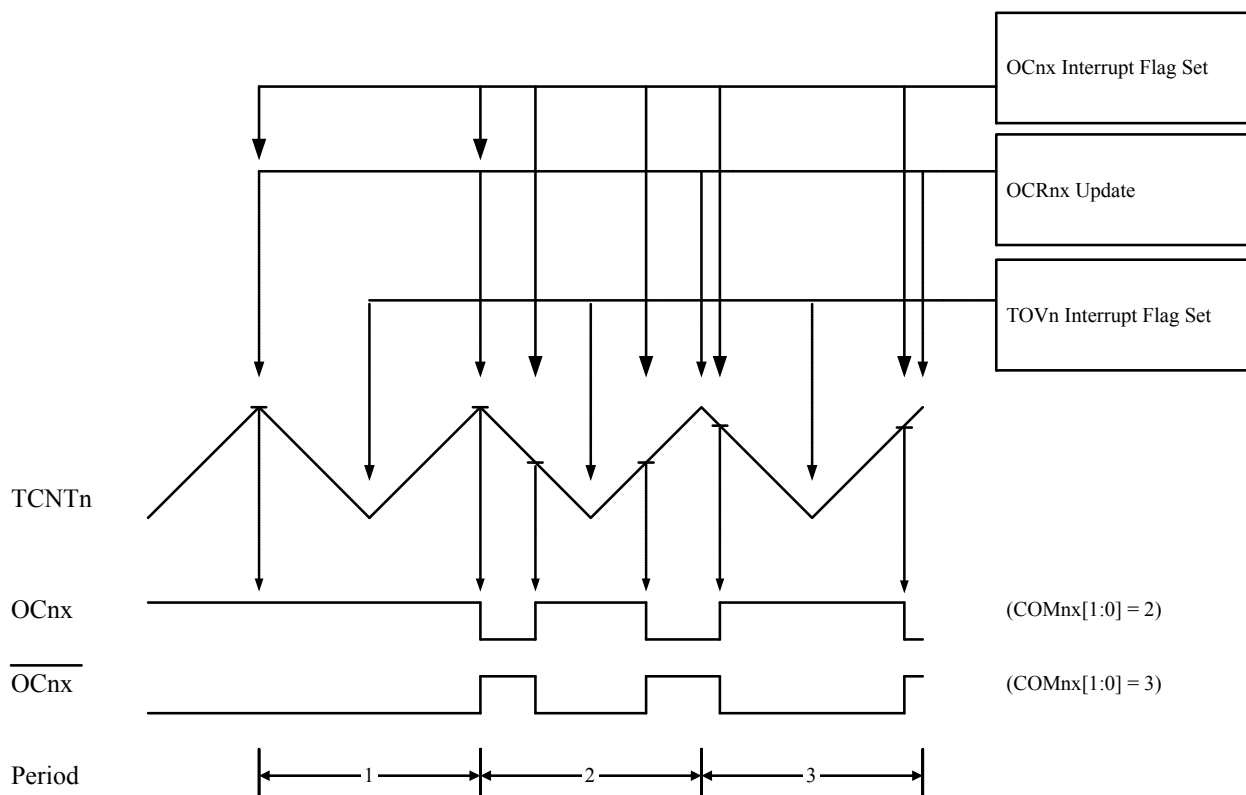 OCnx Interrupt Flag Set
OCRnx Update
TOVn Interrupt Flag Set
TCNTn
OCnx
(COMnx[1:0] = 2)
OCnx
(COMnx[1:0] = 3)
Period
1
2
3